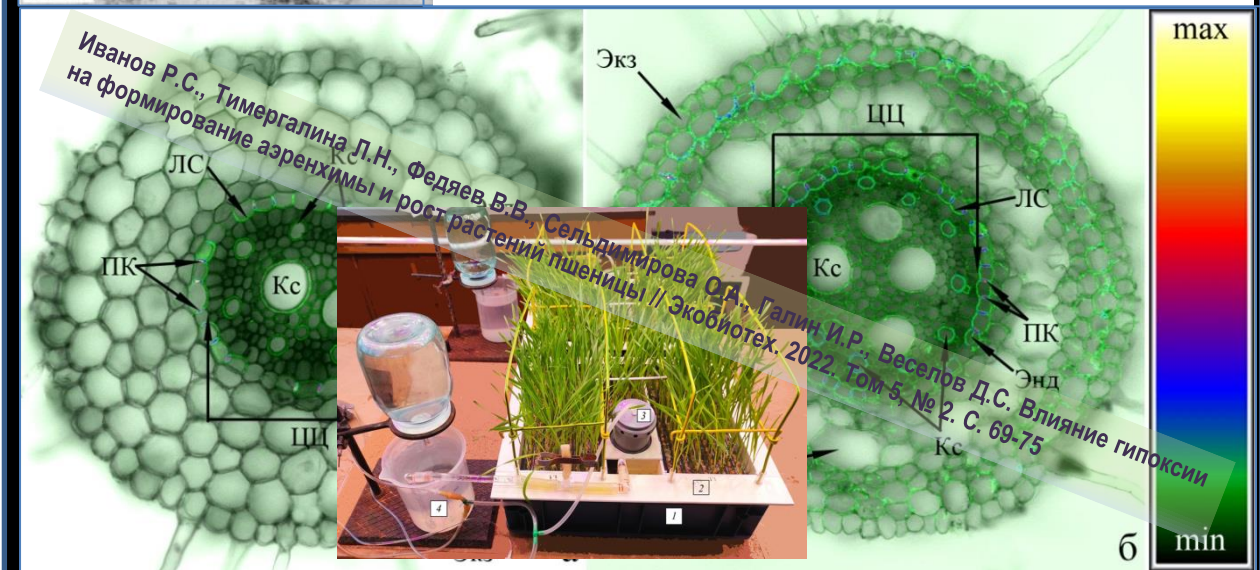 Иванов Р.С., Тимергалина Л.Н., Федяев В.В., Сельдимирова О.А., Галин И.Р., Веселов Д.С. Влияние гипоксии
на формирование аэренхимы и рост растений пшеницы // Экобиотех. 2022. Том 5, № 2. С. 69-75
ЛС
Кс
ПК
Кс
ЦЦ
Экз
ЦЦ
ЛС
Кс
ПК
Энд
Кс
б
3
2
1
4
max
min